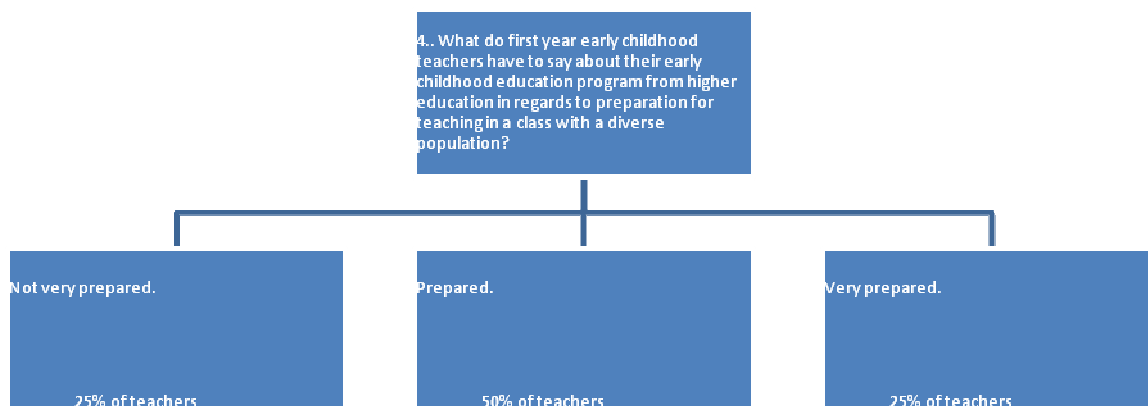 4.. What do first year early childhood
teachers have to say about their early
childhood education program from higher
education in regards to preparation for
teaching in a class with a diverse
population?
Not very prepared.
Prepared.
Very prepared.
25% of teachers
50% of teachers
25% of teachers